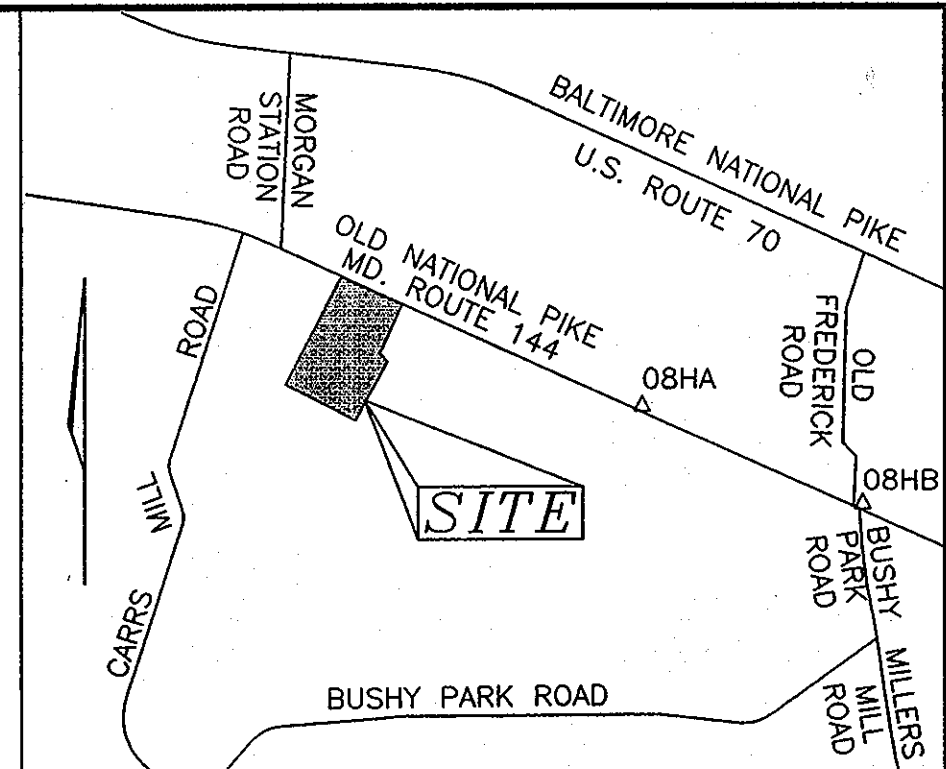 BALTIMORE NATIONAL PIKE
U.S. ROUTE 70
MORGAN
STATION
ROAD
OLD NATIONAL PIKE
MD. ROUTE 144
OLD
FREDERICK
ROAD
08HA
08HB
SITE
CARRS MILL ROAD
BUSHY
PARK
ROAD
BUSHY PARK ROAD
MILLERS
MILL
ROAD